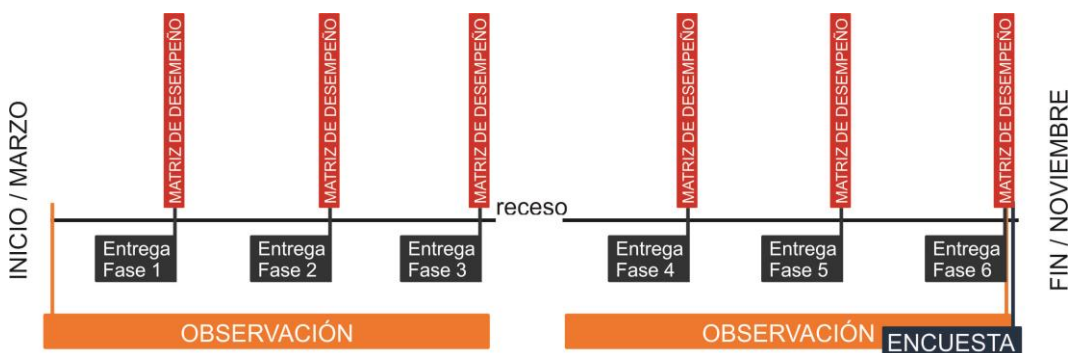 INICIO / MARZO
MATRIZ DE DESEMPEÑO
MATRIZ DE DESEMPEÑO
MATRIZ DE DESEMPEÑO
MATRIZ DE DESEMPEÑO
MATRIZ DE DESEMPEÑO
MATRIZ DE DESEMPEÑO
FIN / NOVIEMBRE
receso
Entrega
Fase 1
Entrega
Fase 2
Entrega
Fase 3
Entrega
Fase 4
Entrega
Fase 5
Entrega
Fase 6
OBSERVACIÓN
OBSERVACIÓN
ENCUESTA